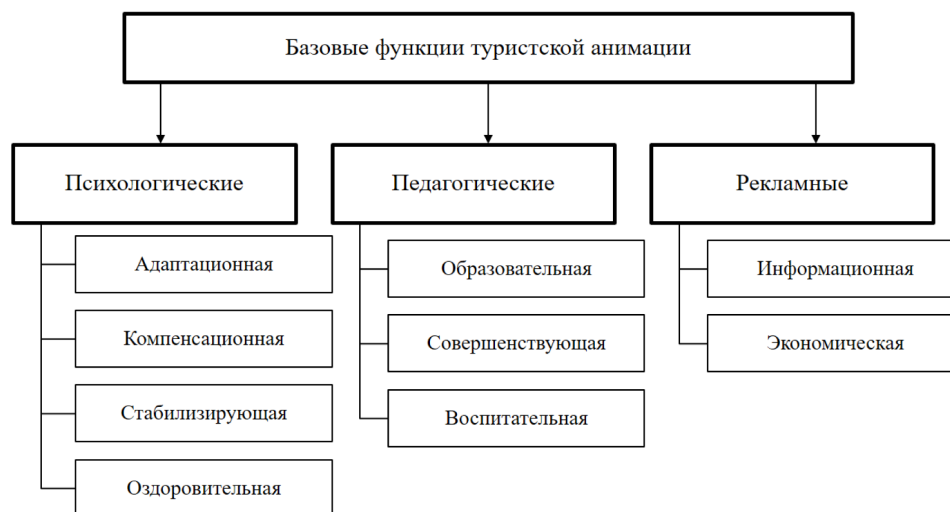 Базовые функции туристской анимации
Психологические
Адаптационная
Компенсационная
Стабилизирующая
Оздоровительная
Педагогические
Образовательная
Совершенствующая
Воспитательная
Рекламные
Информационная
Экономическая